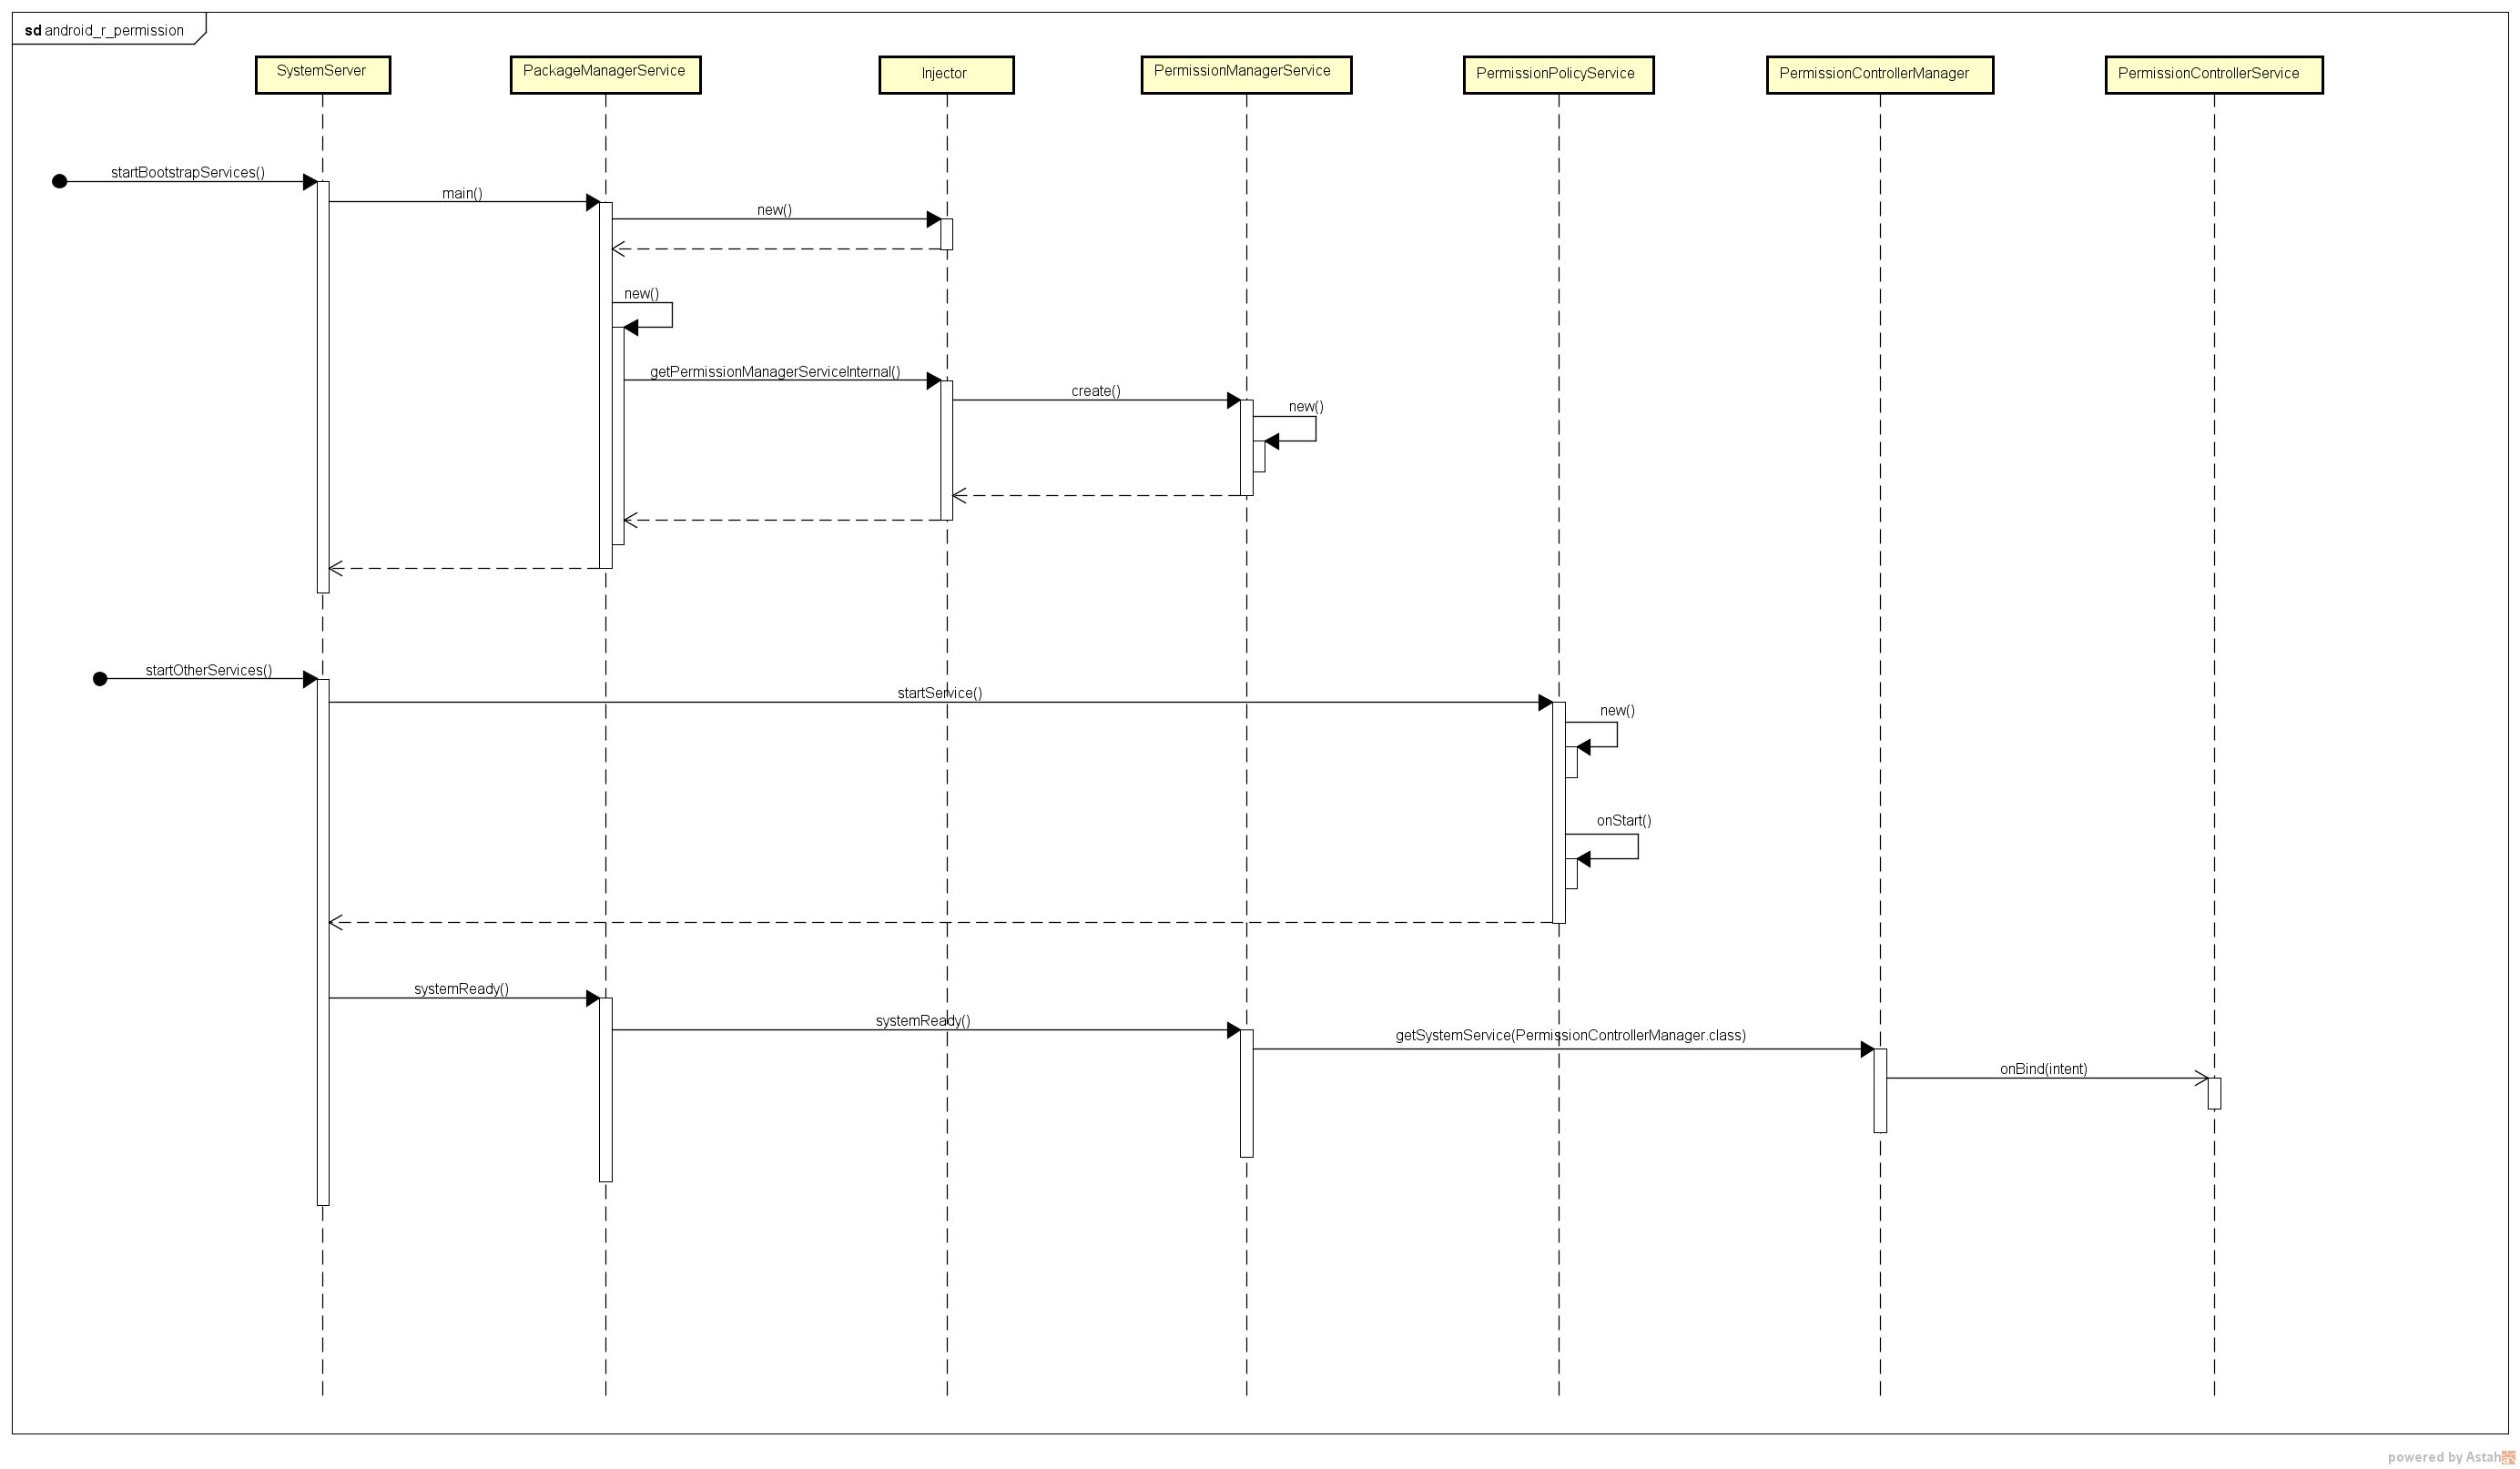 sd android_r_permission
SystemServer
PackageManagerService
Injector
PermissionManagerService
PermissionPolicyService
PermissionControllerManager
PermissionControllerService
startBootstrapServices()
main()
new()
new()
getPermissionManagerServiceInternal()
create()
new()
startOtherServices()
startService()
new()
onStart()
systemReady()
systemReady()
getSystemService(PermissionControllerManager.class)
onBind(intent)
powered by Astah